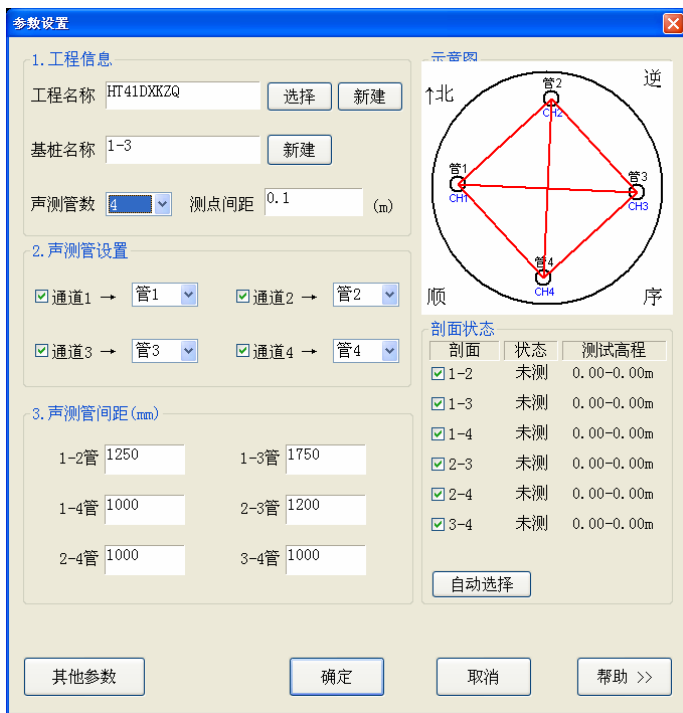 参数设置
1.工程信息
工程名称 HT41DXKZQ 选择 新建
基桩名称 1-3 新建
声测管数 4 测点间距 0.1 (m)
2.声测管设置
通道1 → 管1 通道2 → 管2
通道3 → 管3 通道4 → 管4
3.声测管间距(mm)
1-2管 1250 1-3管 1750
1-4管 1000 2-3管 1200
2-4管 1000 3-4管 1000
示意图
↑北 逆
管2
CH2
管1
CH1
管3
CH3
管4
CH4
顺 序
剖面状态
剖面 状态 测试高程
1-2 未测 0.00-0.00m
1-3 未测 0.00-0.00m
1-4 未测 0.00-0.00m
2-3 未测 0.00-0.00m
2-4 未测 0.00-0.00m
3-4 未测 0.00-0.00m
自动选择
其他参数 确定 取消 帮助 >>